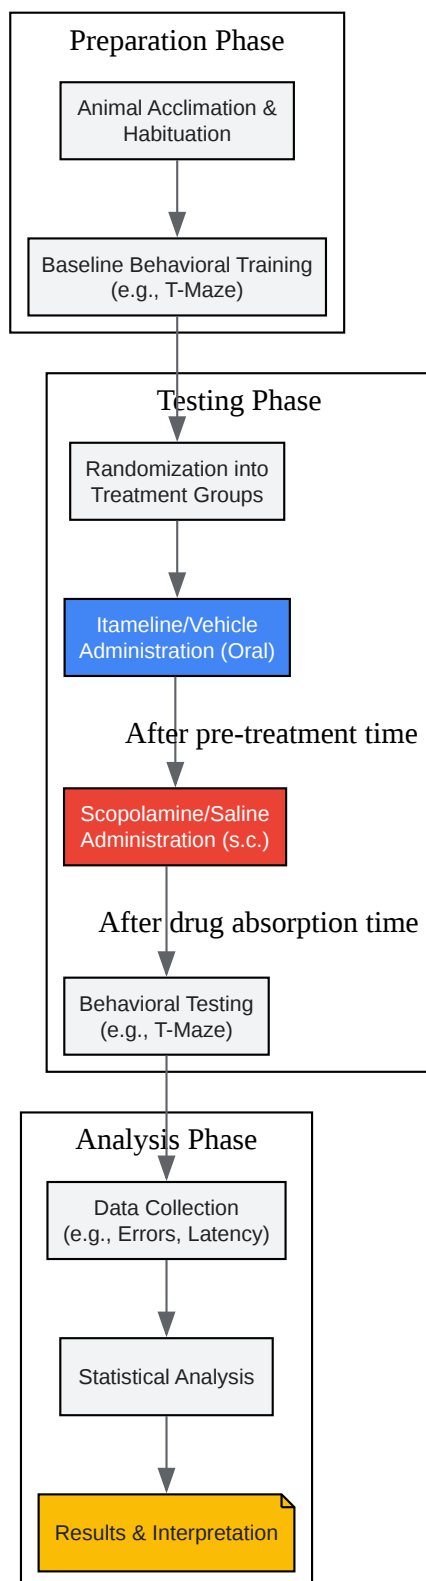 Preparation Phase
Animal Acclimation &
Habituation
Baseline Behavioral Training
(e.g., T-Maze)
Testing Phase
Randomization into
Treatment Groups
Itameline/Vehicle
Administration (Oral)
After pre-treatment time
Scopolamine/Saline
Administration (s.c.)
After drug absorption time
Behavioral Testing
(e.g., T-Maze)
Analysis Phase
Data Collection
(e.g., Errors, Latency)
Statistical Analysis
Results & Interpretation